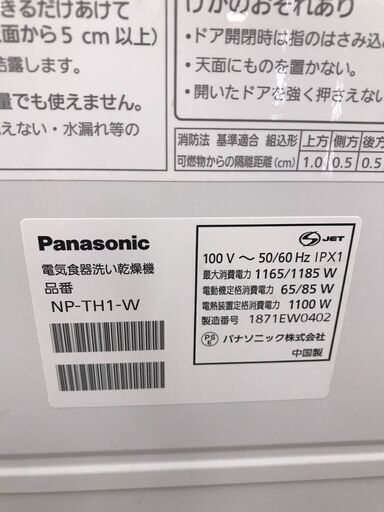 きるだけあけて
面から5 cm以上)
結露します。
量でも使えません。
えない・水漏れ等の
けがのおそれあり
・ドア開閉時は指のはさみ込
・天面にものを置かない。
・開いたドアを強く押さえない
消防法 基準適合 組込形 上方 側方 後方
可燃物からの離隔距離(cm) 1.0 0.5 0.5
Panasonic
電気食器洗い乾燥機
品番
NP-TH1-W
S JET
100 V ～ 50/60 Hz IPX1
最大消費電力 1165/1185 W
電動機定格消費電力 65/85 W
電熱装置定格消費電力 1100 W
製造番号 1871EW0402
PS E パナソニック株式会社
中国製